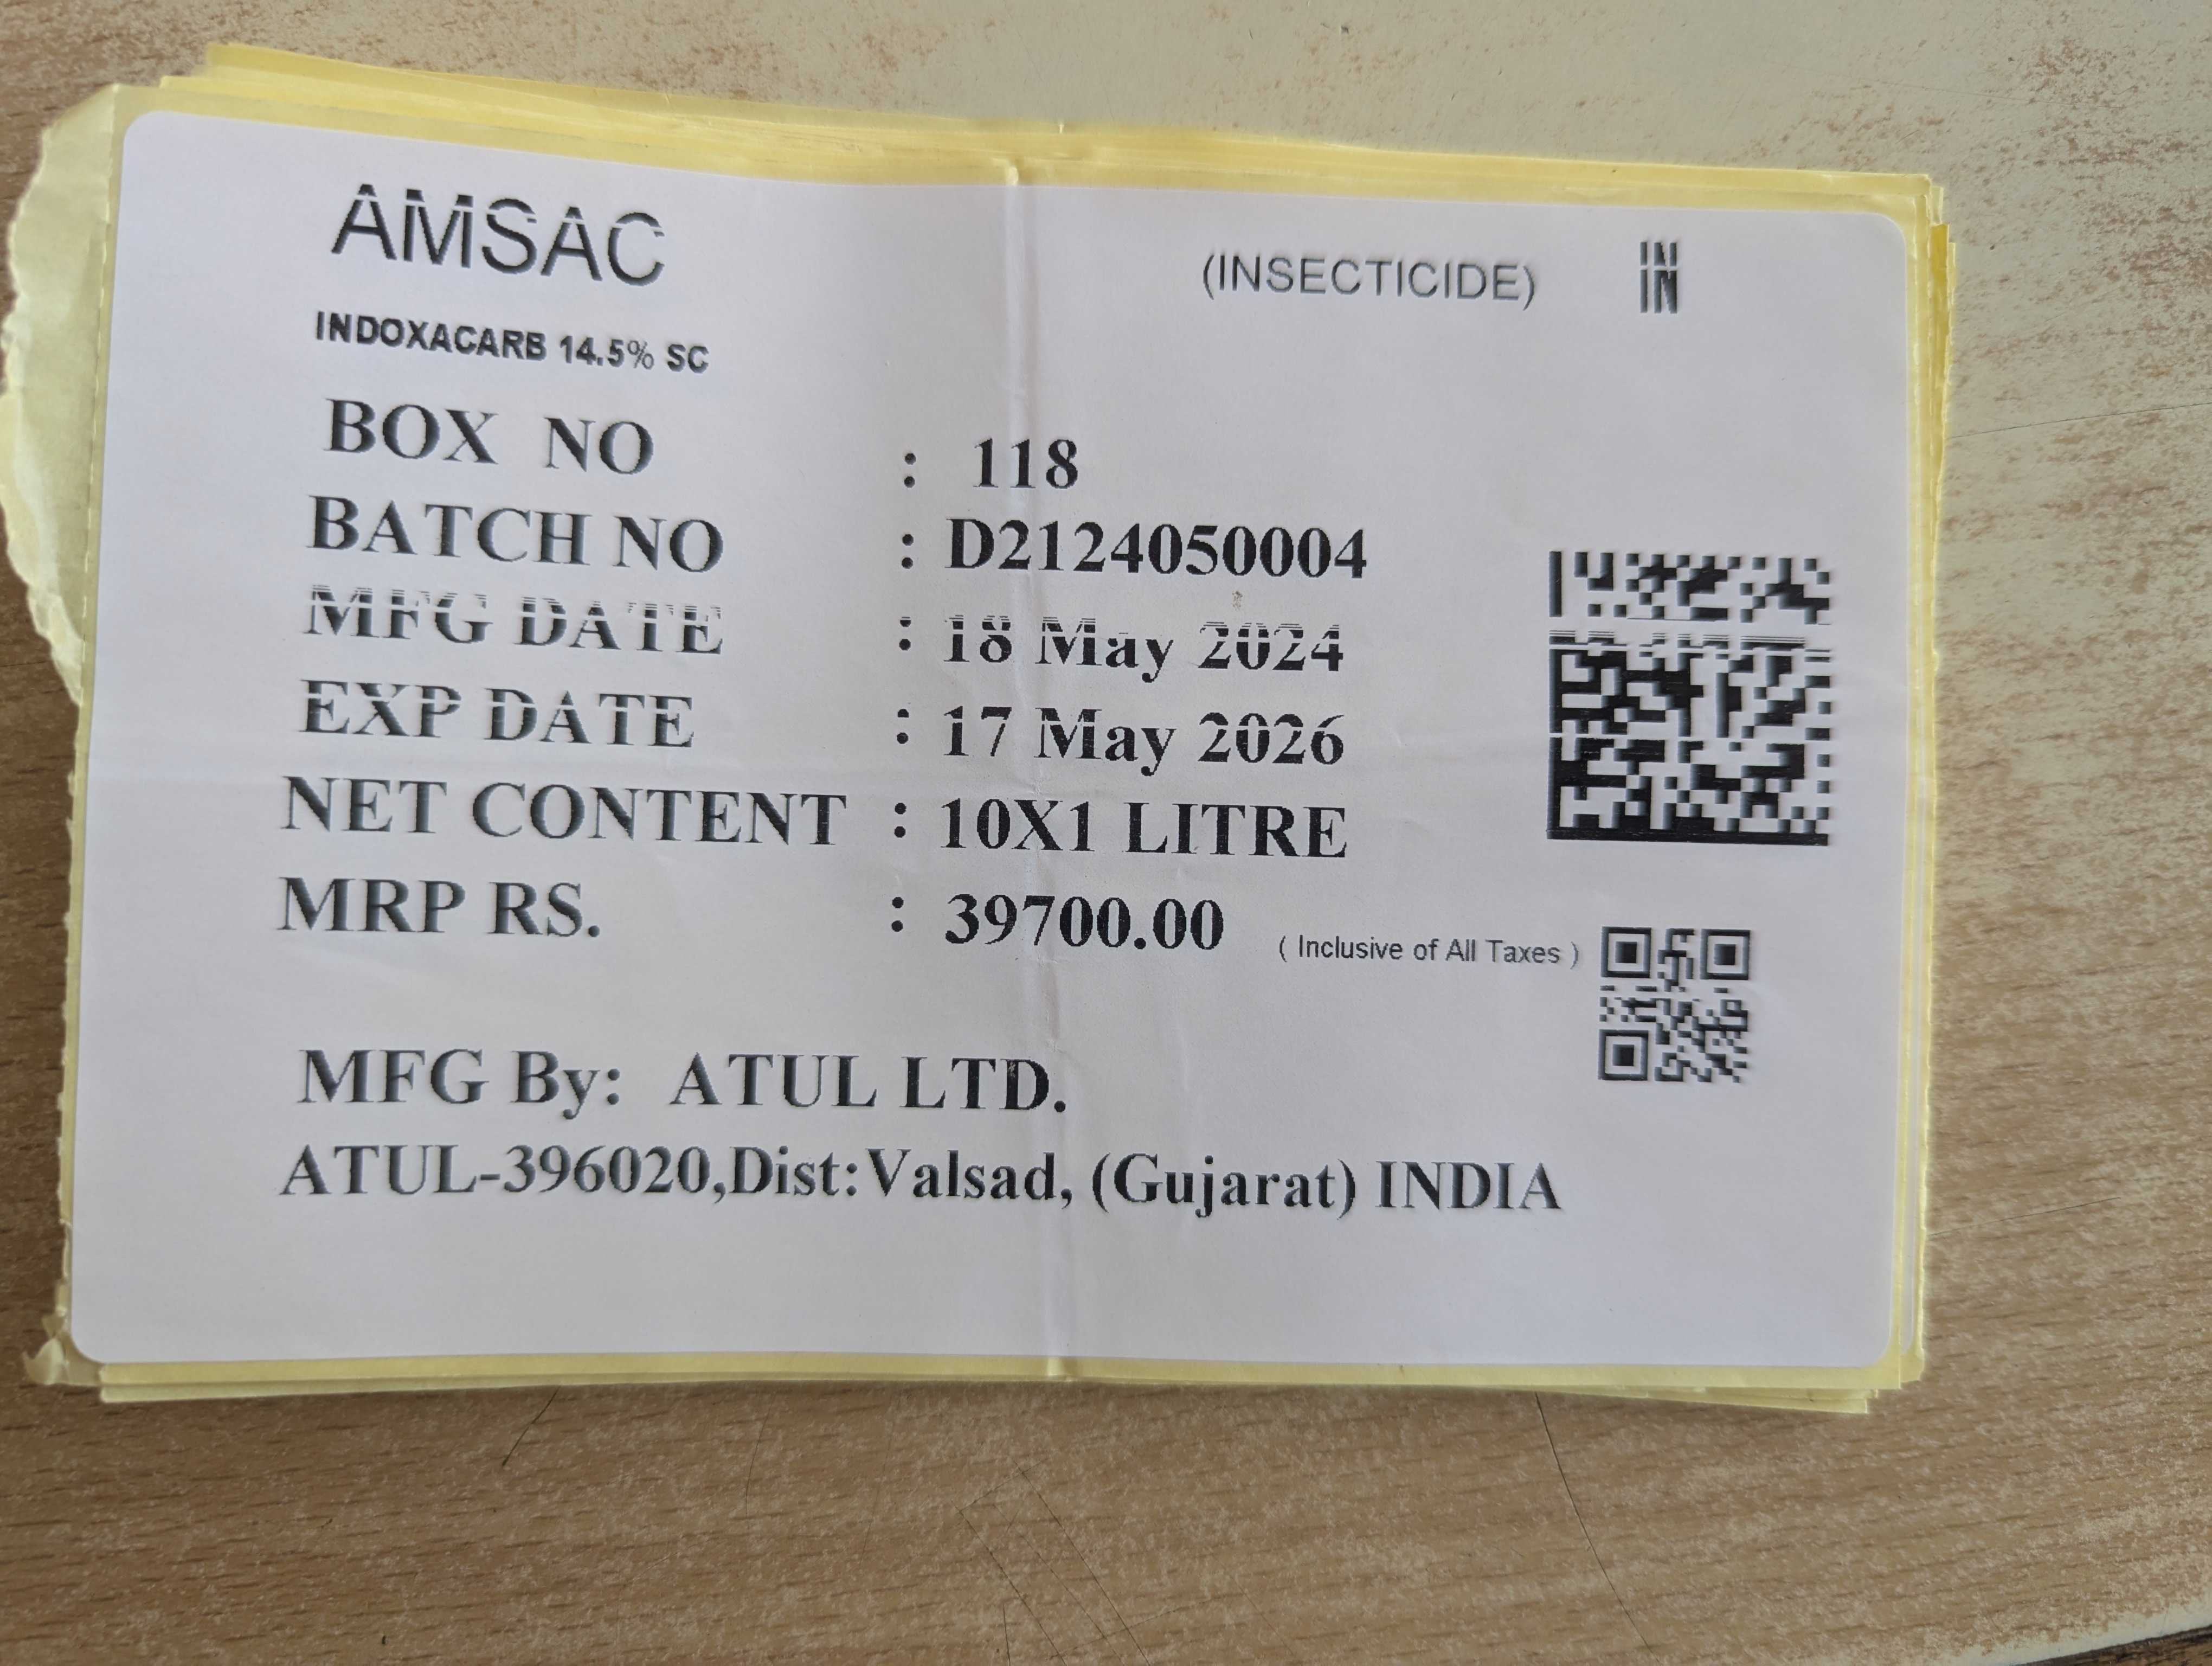 AMSAC (INSECTICIDE) IN
INDOXACARB 14.5% SC
BOX NO : 118
BATCH NO : D2124050004
MFG DATE : 18 May 2024
EXP DATE : 17 May 2026
NET CONTENT : 10X1 LITRE
MRP RS. : 39700.00 ( Inclusive of All Taxes )
MFG By: ATUL LTD.
ATUL-396020,Dist:Valsad, (Gujarat) INDIA